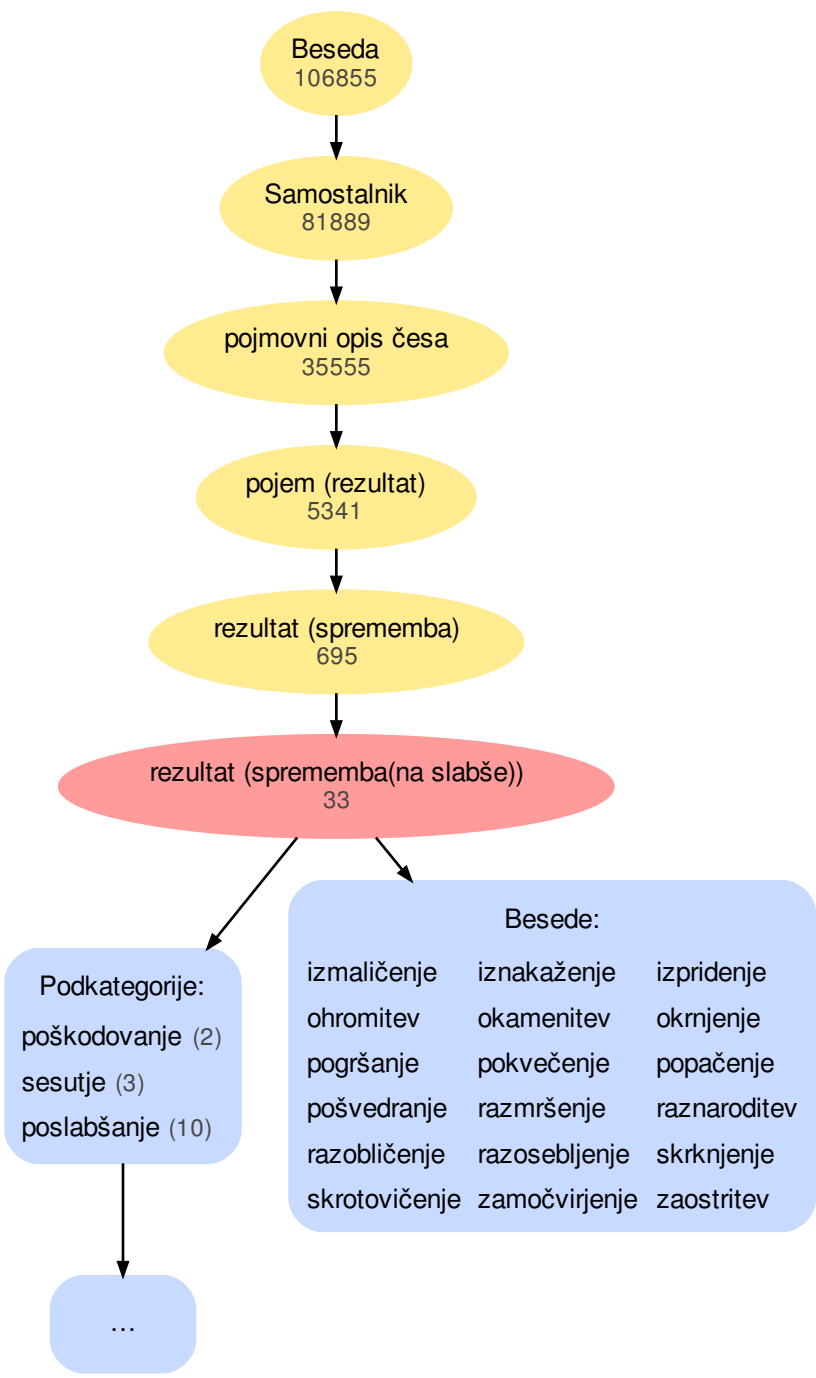 Beseda
106855
Samostalnik
81889
pojmovni opis česa
35555
pojem (rezultat)
5341
rezultat (sprememba)
695
rezultat (sprememba(na slabše))
33
Podkategorije:
poškodovanje (2)
sesutje (3)
poslabšanje (10)
…
Besede:
izmaličenje iznakaženje izpridenje
ohromitev okamenitev okrnjenje
pogršanje pokvečenje popačenje
pošvedranje razmršenje raznaroditev
razobličenje razosebljenje skrknjenje
skrotovičenje zamočvirjenje zaostritev